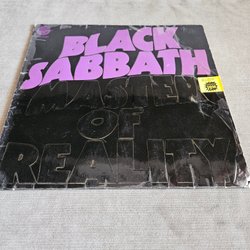 BLACK
SABBATH
MASTER
OF
REALITY